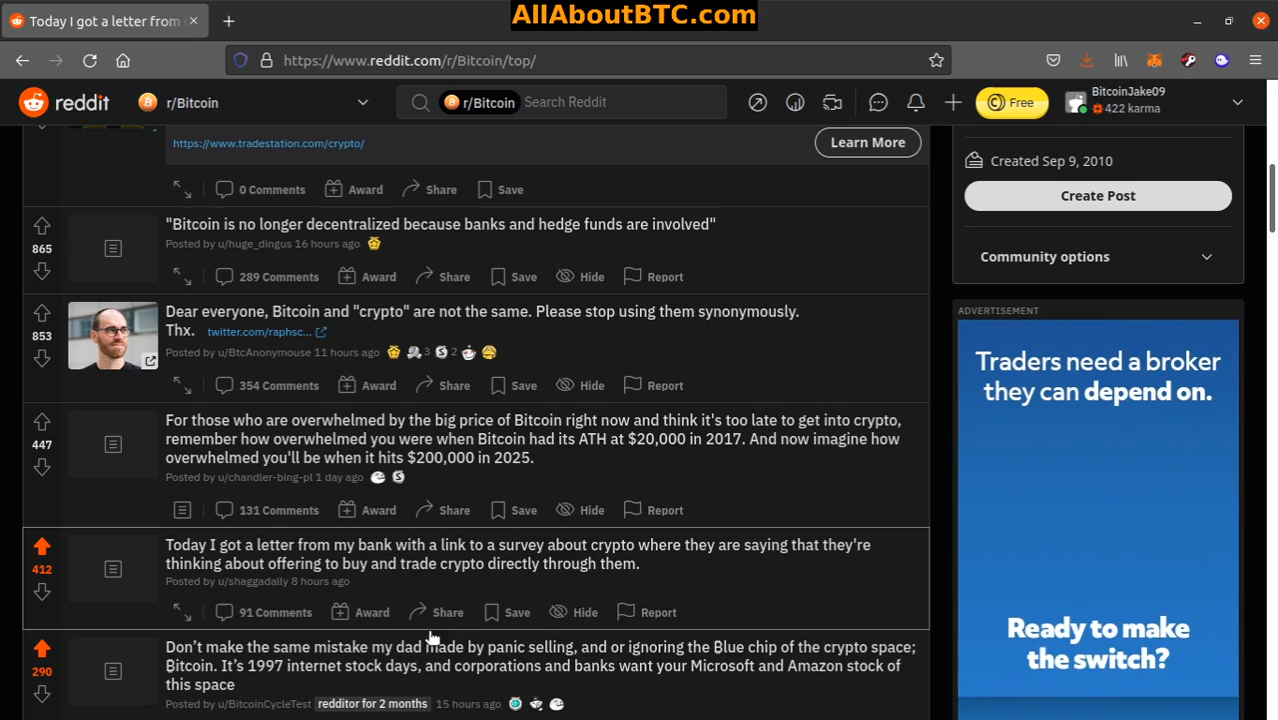 Today I got a letter from
AllAboutBTC.com
https://www.reddit.com/r/Bitcoin/top/
reddit
r/Bitcoin
r/Bitcoin Search Reddit
Free
BitcoinJake09
422 karma
https://www.tradestation.com/crypto/
Learn More
0 Comments Award Share Save
865
"Bitcoin is no longer decentralized because banks and hedge funds are involved"
Posted by u/huge_dingus 16 hours ago
289 Comments Award Share Save Hide Report
853
Dear everyone, Bitcoin and "crypto" are not the same. Please stop using them synonymously.
Thx. twitter.com/raphsc...
Posted by u/BtcAnonymouse 11 hours ago 3 2
354 Comments Award Share Save Hide Report
447
For those who are overwhelmed by the big price of Bitcoin right now and think it's too late to get into crypto,
remember how overwhelmed you were when Bitcoin had its ATH at $20,000 in 2017. And now imagine how
overwhelmed you'll be when it hits $200,000 in 2025.
Posted by u/chandler-bing-pl 1 day ago
131 Comments Award Share Save Hide Report
412
Today I got a letter from my bank with a link to a survey about crypto where they are saying that they're
thinking about offering to buy and trade crypto directly through them.
Posted by u/shaggadally 8 hours ago
91 Comments Award Share Save Hide Report
290
Don’t make the same mistake my dad made by panic selling, and or ignoring the ₿lue chip of the crypto space;
₿itcoin. It’s 1997 internet stock days, and corporations and banks want your Microsoft and Amazon stock of
this space
Posted by u/BitcoinCycleTest redditor for 2 months 15 hours ago
Created Sep 9, 2010
Create Post
Community options
ADVERTISEMENT
Traders need a broker
they can depend on.
Ready to make
the switch?